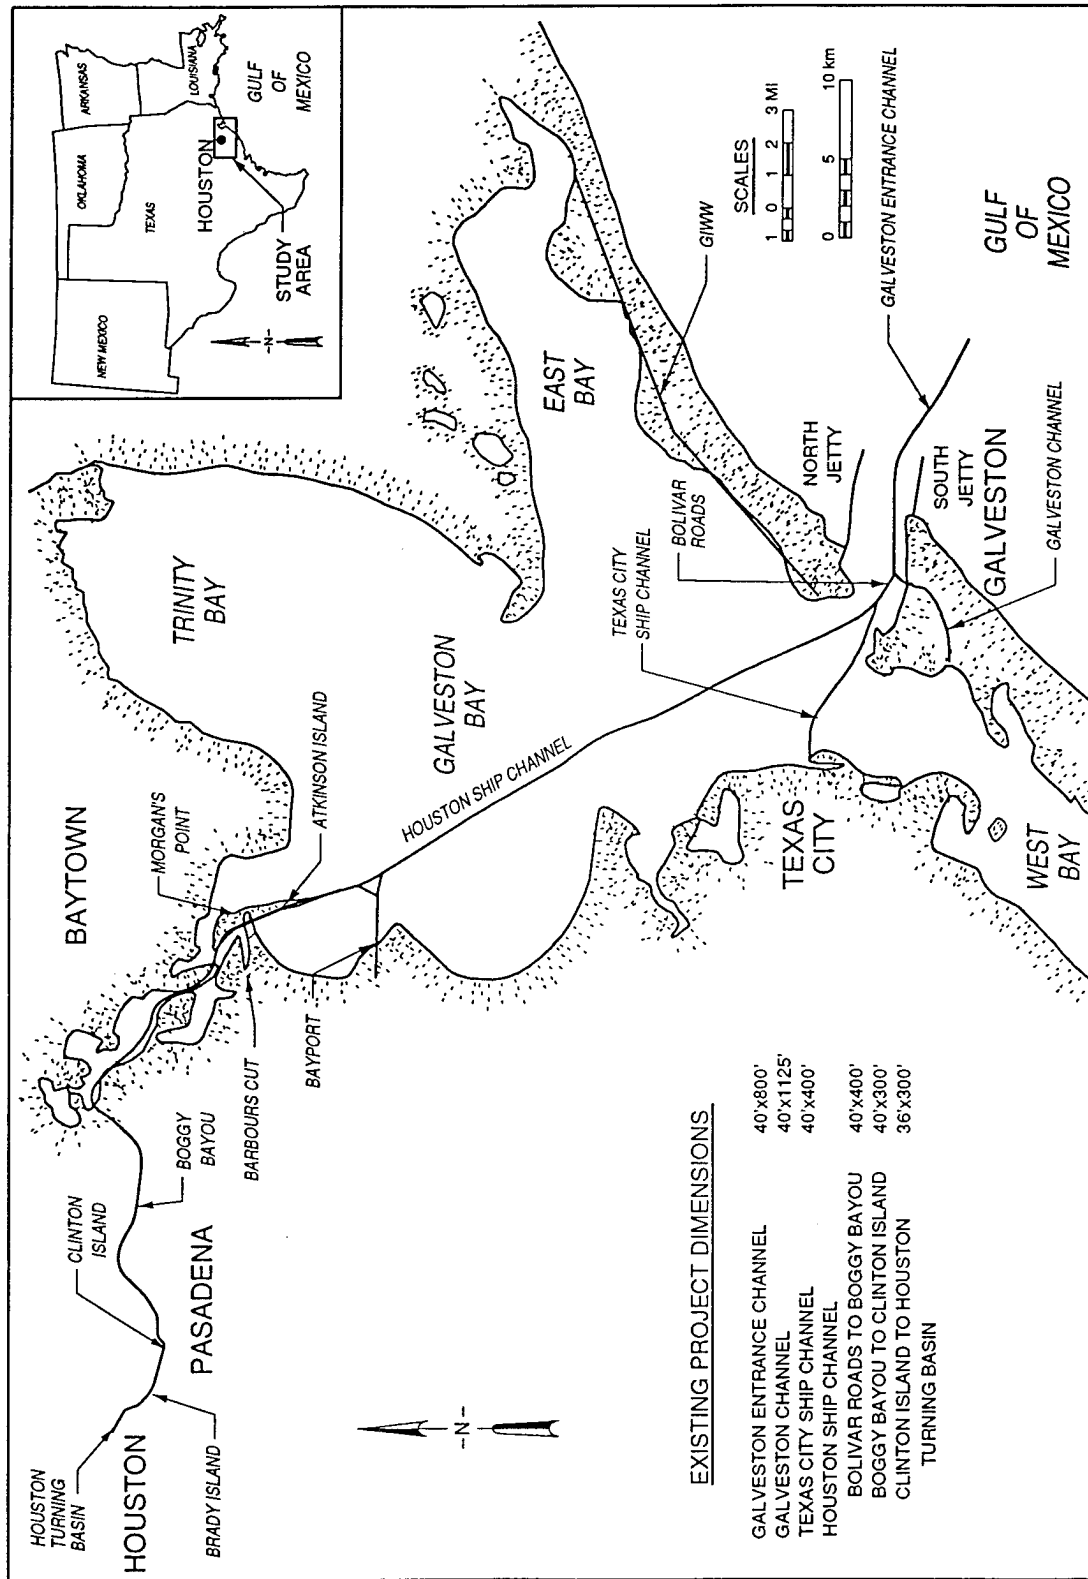 HOUSTON
TURNING
BASIN
HOUSTON
BRADY ISLAND
CLINTON
ISLAND
PASADENA
BOGGY
BAYOU
BARBOURS CUT
BAYPORT
BAYTOWN
MORGAN'S
POINT
ATKINSON ISLAND
TRINITY
BAY
GALVESTON
BAY
HOUSTON SHIP CHANNEL
EAST
BAY
TEXAS CITY
SHIP CHANNEL
BOLIVAR
ROADS
NORTH
JETTY
SOUTH
JETTY
GALVESTON
GALVESTON CHANNEL
GALVESTON ENTRANCE CHANNEL
GIWW
GULF
OF
MEXICO
TEXAS
CITY
WEST
BAY
-N-
SCALES
1 0 1 2 3 MI
0 5 10 km
NEW MEXICO
OKLAHOMA
ARKANSAS
LOUISIANA
TEXAS
HOUSTON
GULF
OF
MEXICO
STUDY
AREA
-N-
EXISTING PROJECT DIMENSIONS
GALVESTON ENTRANCE CHANNEL 40'x800'
GALVESTON CHANNEL 40'x1125'
TEXAS CITY SHIP CHANNEL 40'x400'
HOUSTON SHIP CHANNEL
BOLIVAR ROADS TO BOGGY BAYOU 40'x400'
BOGGY BAYOU TO CLINTON ISLAND 40'x300'
CLINTON ISLAND TO HOUSTON 36'x300'
TURNING BASIN